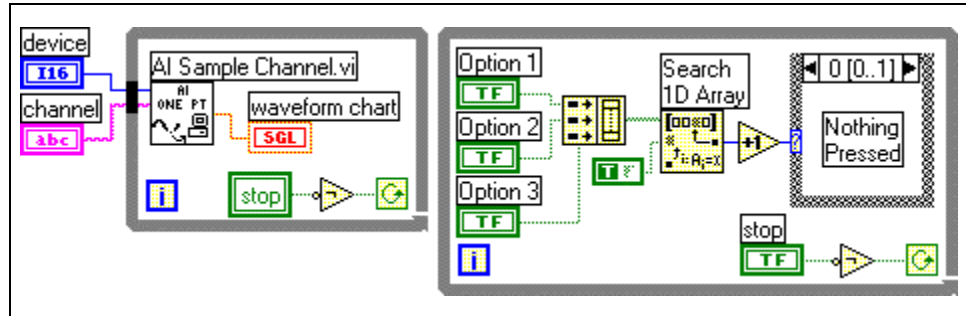 device
I16
channel
abc
AI Sample Channel.vi
AI
ONE PT
waveform chart
SGL
i
stop
Option 1
TF
Option 2
TF
Option 3
TF
i
Search
1D Array
T
i:Aᵢ=X
+1
?
0 [0..1]
Nothing
Pressed
stop
TF